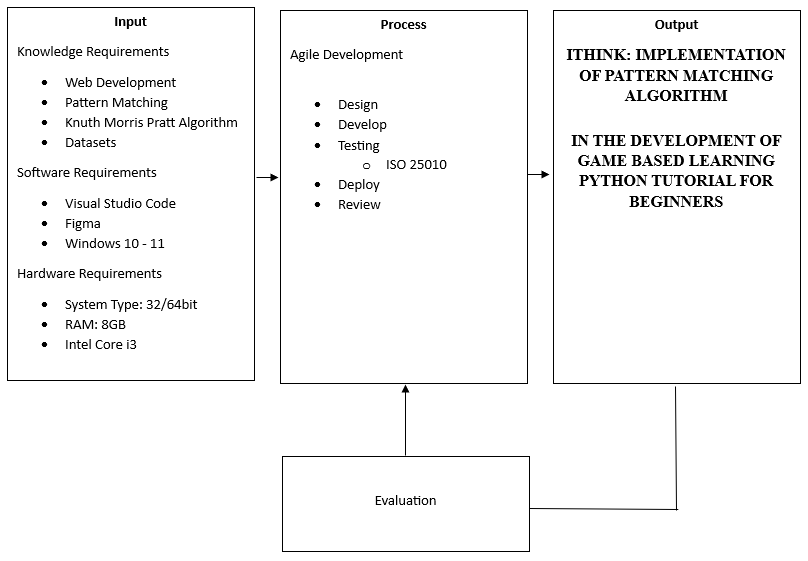 Input
Knowledge Requirements
• Web Development
• Pattern Matching
• Knuth Morris Pratt Algorithm
• Datasets
Software Requirements
• Visual Studio Code
• Figma
• Windows 10 - 11
Hardware Requirements
• System Type: 32/64bit
• RAM: 8GB
• Intel Core i3
Process
Agile Development
• Design
• Develop
• Testing
o ISO 25010
• Deploy
• Review
Output
ITHINK: IMPLEMENTATION
OF PATTERN MATCHING
ALGORITHM
IN THE DEVELOPMENT OF
GAME BASED LEARNING
PYTHON TUTORIAL FOR
BEGINNERS
Evaluation